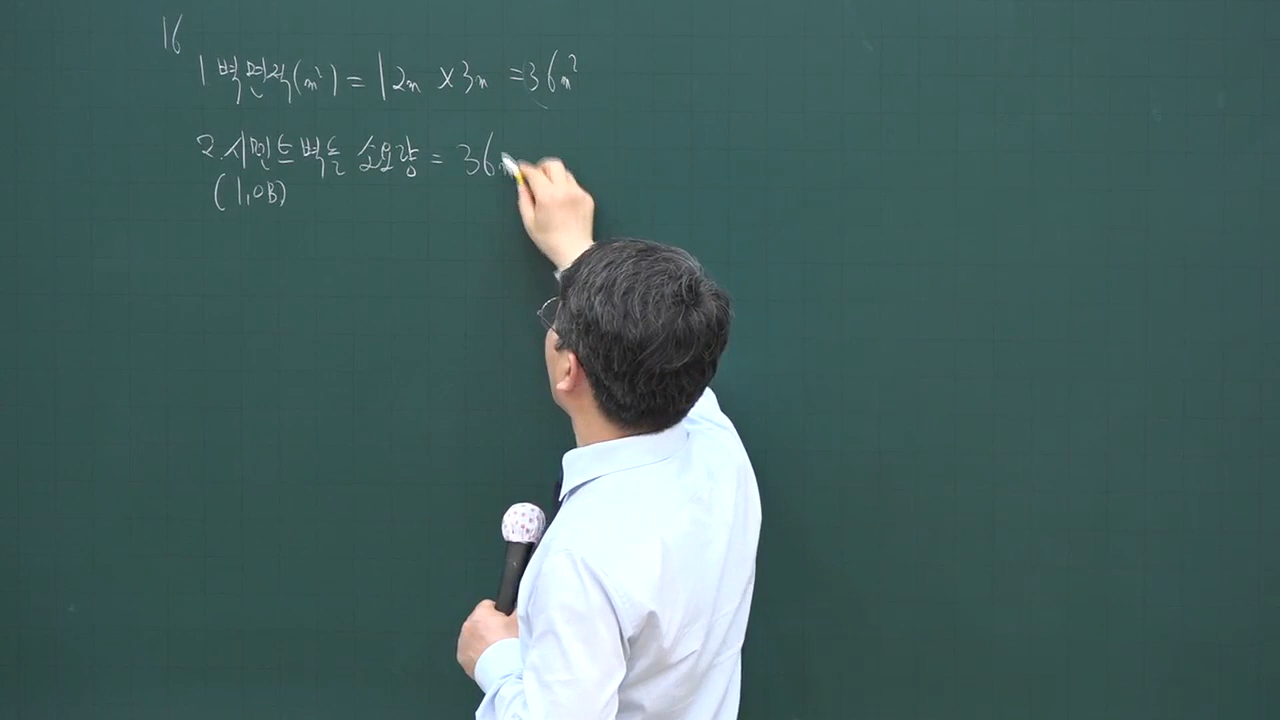 16
1 벽면적(m²) = 12m × 3m = 36m²
2. 시멘트벽돌 소요량 = 36m
(1.0B)